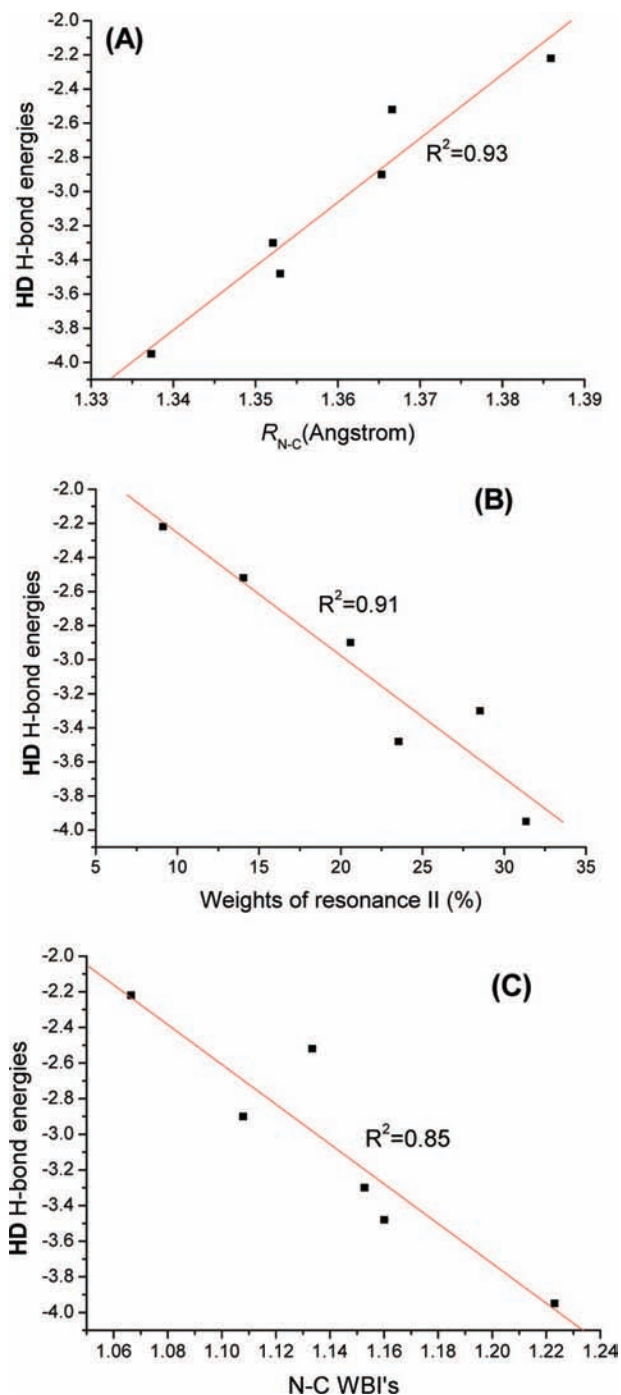 (A)
HD H-bond energies
-2.0
-2.2
-2.4
-2.6
-2.8
-3.0
-3.2
-3.4
-3.6
-3.8
-4.0
R²=0.93
1.33 1.34 1.35 1.36 1.37 1.38 1.39
R_N-C(Angstrom)
(B)
HD H-bond energies
-2.0
-2.2
-2.4
-2.6
-2.8
-3.0
-3.2
-3.4
-3.6
-3.8
-4.0
R²=0.91
5 10 15 20 25 30 35
Weights of resonance II (%)
(C)
HD H-bond energies
-2.0
-2.2
-2.4
-2.6
-2.8
-3.0
-3.2
-3.4
-3.6
-3.8
-4.0
R²=0.85
1.06 1.08 1.10 1.12 1.14 1.16 1.18 1.20 1.22 1.24
N-C WBI's